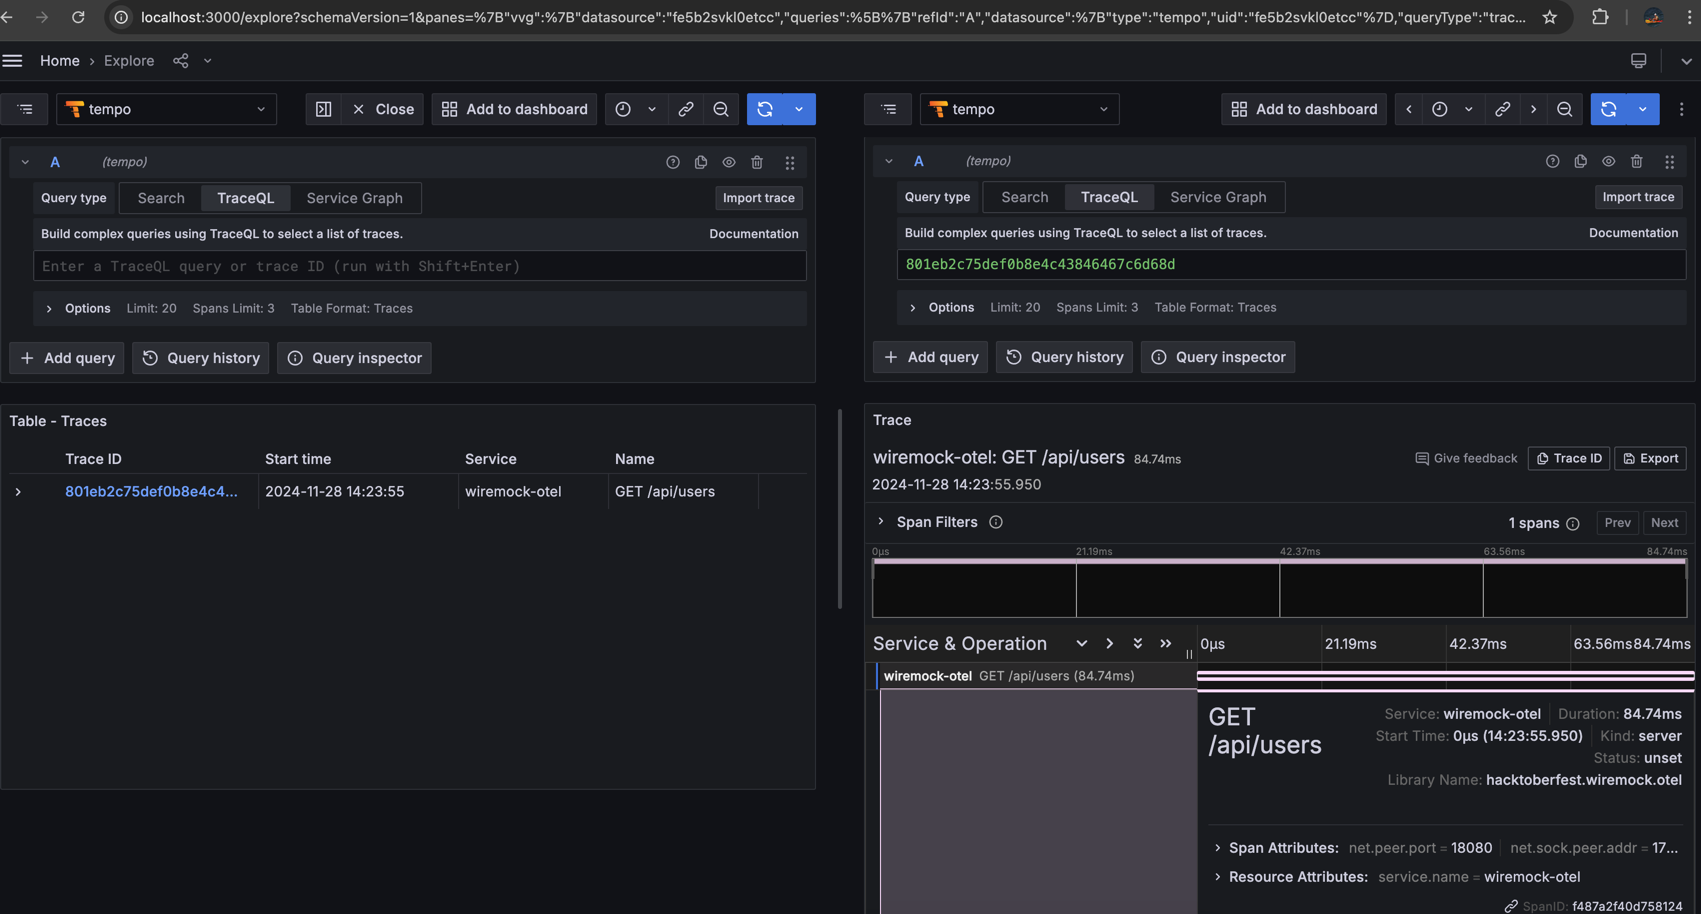 localhost:3000/explore?schemaVersion=1&panes=%7B"vvg":%7B"datasource":"fe5b2svkl0etcc","queries":%5B%7B"refId":"A","datasource":%7B"type":"tempo","uid":"fe5b2svkl0etcc"%7D,"queryType":"trac...
Home › Explore
tempo
Close
Add to dashboard
A (tempo)
Query type
Search
TraceQL
Service Graph
Import trace
Build complex queries using TraceQL to select a list of traces.
Documentation
Enter a TraceQL query or trace ID (run with Shift+Enter)
Options Limit: 20 Spans Limit: 3 Table Format: Traces
+ Add query
Query history
Query inspector
Table - Traces
Trace ID Start time Service Name
801eb2c75def0b8e4c4... 2024-11-28 14:23:55 wiremock-otel GET /api/users
tempo
Add to dashboard
A (tempo)
Query type
Search
TraceQL
Service Graph
Import trace
Build complex queries using TraceQL to select a list of traces.
Documentation
801eb2c75def0b8e4c43846467c6d68d
Options Limit: 20 Spans Limit: 3 Table Format: Traces
+ Add query
Query history
Query inspector
Trace
wiremock-otel: GET /api/users 84.74ms
Give feedback
Trace ID
Export
2024-11-28 14:23:55.950
Span Filters
1 spans
Prev
Next
0μs 21.19ms 42.37ms 63.56ms 84.74ms
Service & Operation
0μs 21.19ms 42.37ms 63.56ms 84.74ms
wiremock-otel GET /api/users (84.74ms)
GET
/api/users
Service: wiremock-otel Duration: 84.74ms
Start Time: 0μs (14:23:55.950) Kind: server
Status: unset
Library Name: hacktoberfest.wiremock.otel
Span Attributes: net.peer.port = 18080 net.sock.peer.addr = 17...
Resource Attributes: service.name = wiremock-otel
SpanID: f487a2f40d758124